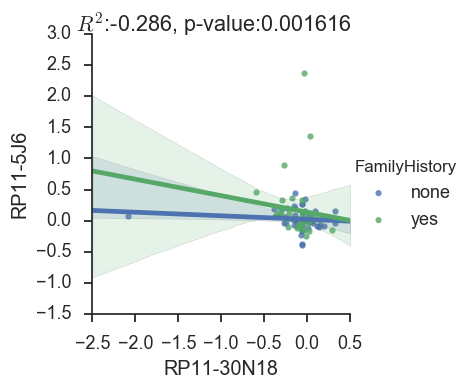 R²:-0.286, p-value:0.001616
3.0
2.5
2.0
1.5
1.0
0.5
0.0
−0.5
−1.0
−1.5
RP11-5J6
−2.5 −2.0 −1.5 −1.0 −0.5 0.0 0.5
RP11-30N18
FamilyHistory
none
yes